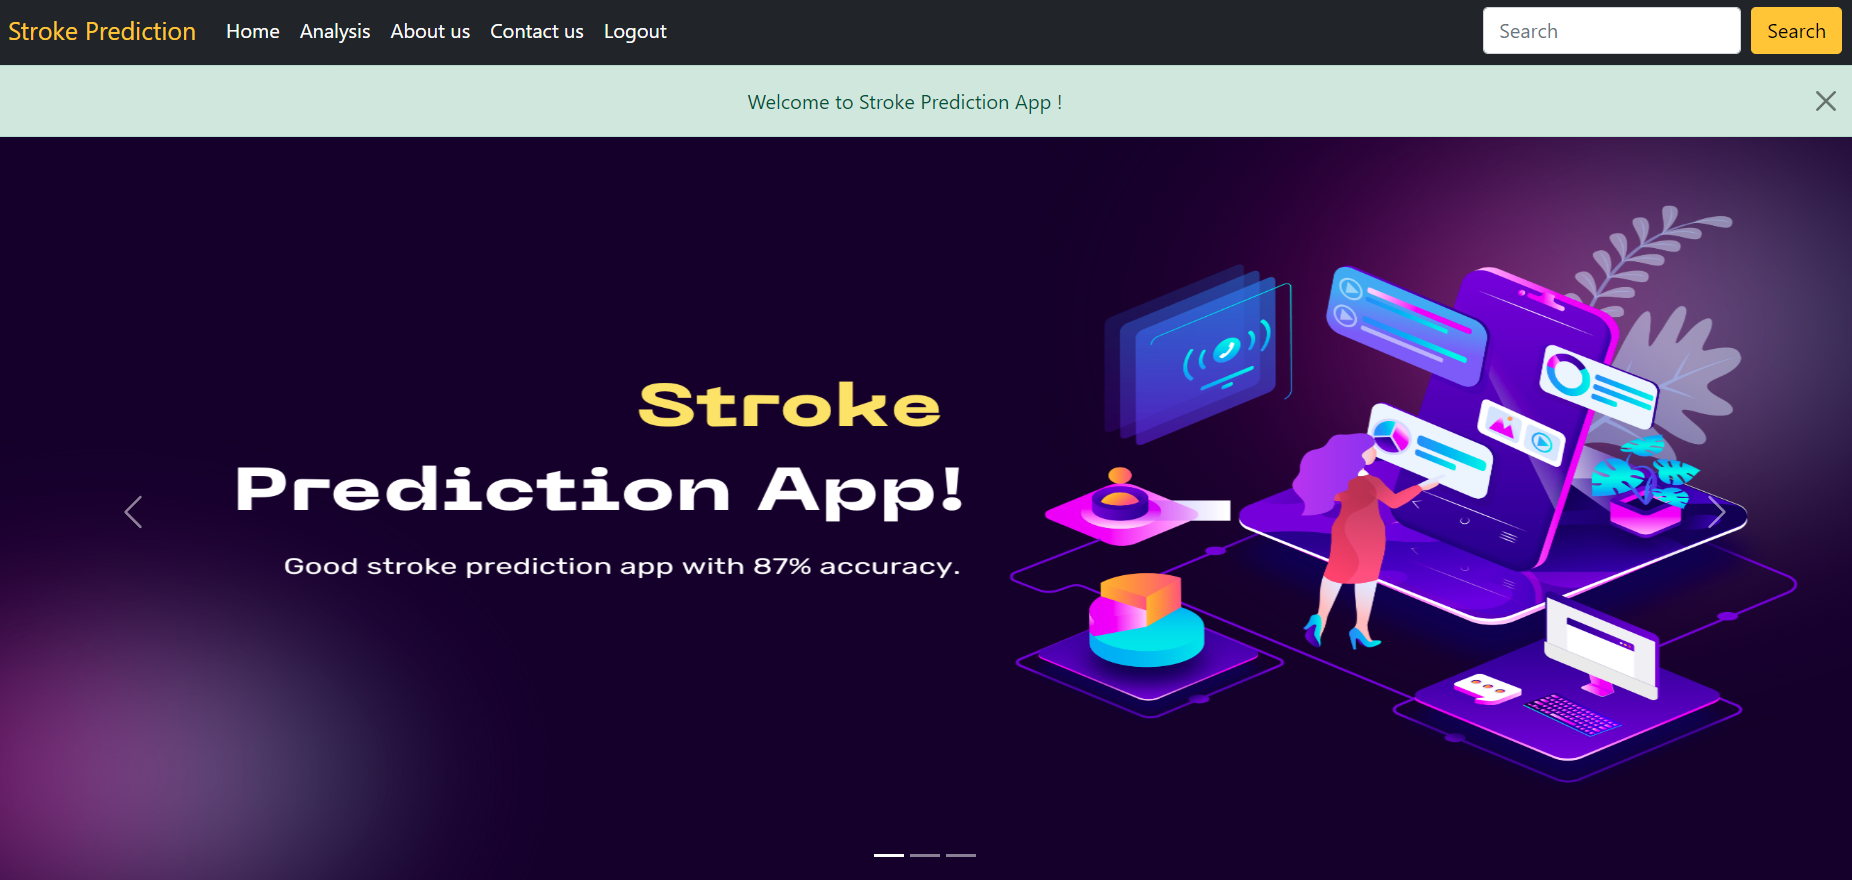 Stroke Prediction Home Analysis About us Contact us Logout Search Search
Welcome to Stroke Prediction App !
Stroke
Prediction App!
Good stroke prediction app with 87% accuracy.